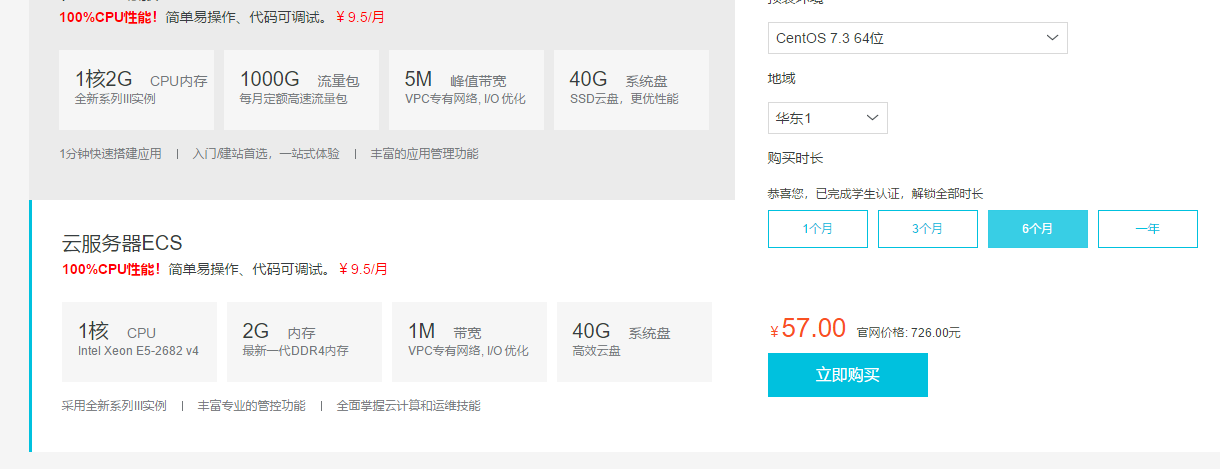 100%CPU性能！简单易操作、代码可调试。￥9.5/月
1核2G CPU内存
全新系列III实例
1000G 流量包
每月定额高速流量包
5M 峰值带宽
VPC专有网络, I/O 优化
40G 系统盘
SSD云盘，更优性能
1分钟快速搭建应用 | 入门/建站首选，一站式体验 | 丰富的应用管理功能
云服务器ECS
100%CPU性能！简单易操作、代码可调试。￥9.5/月
1核 CPU
Intel Xeon E5-2682 v4
2G 内存
最新一代DDR4内存
1M 带宽
VPC专有网络, I/O 优化
40G 系统盘
高效云盘
采用全新系列III实例 | 丰富专业的管控功能 | 全面掌握云计算和运维技能
CentOS 7.3 64位
地域
华东1
购买时长
恭喜您，已完成学生认证，解锁全部时长
1个月
3个月
6个月
一年
￥57.00 官网价格: 726.00元
立即购买